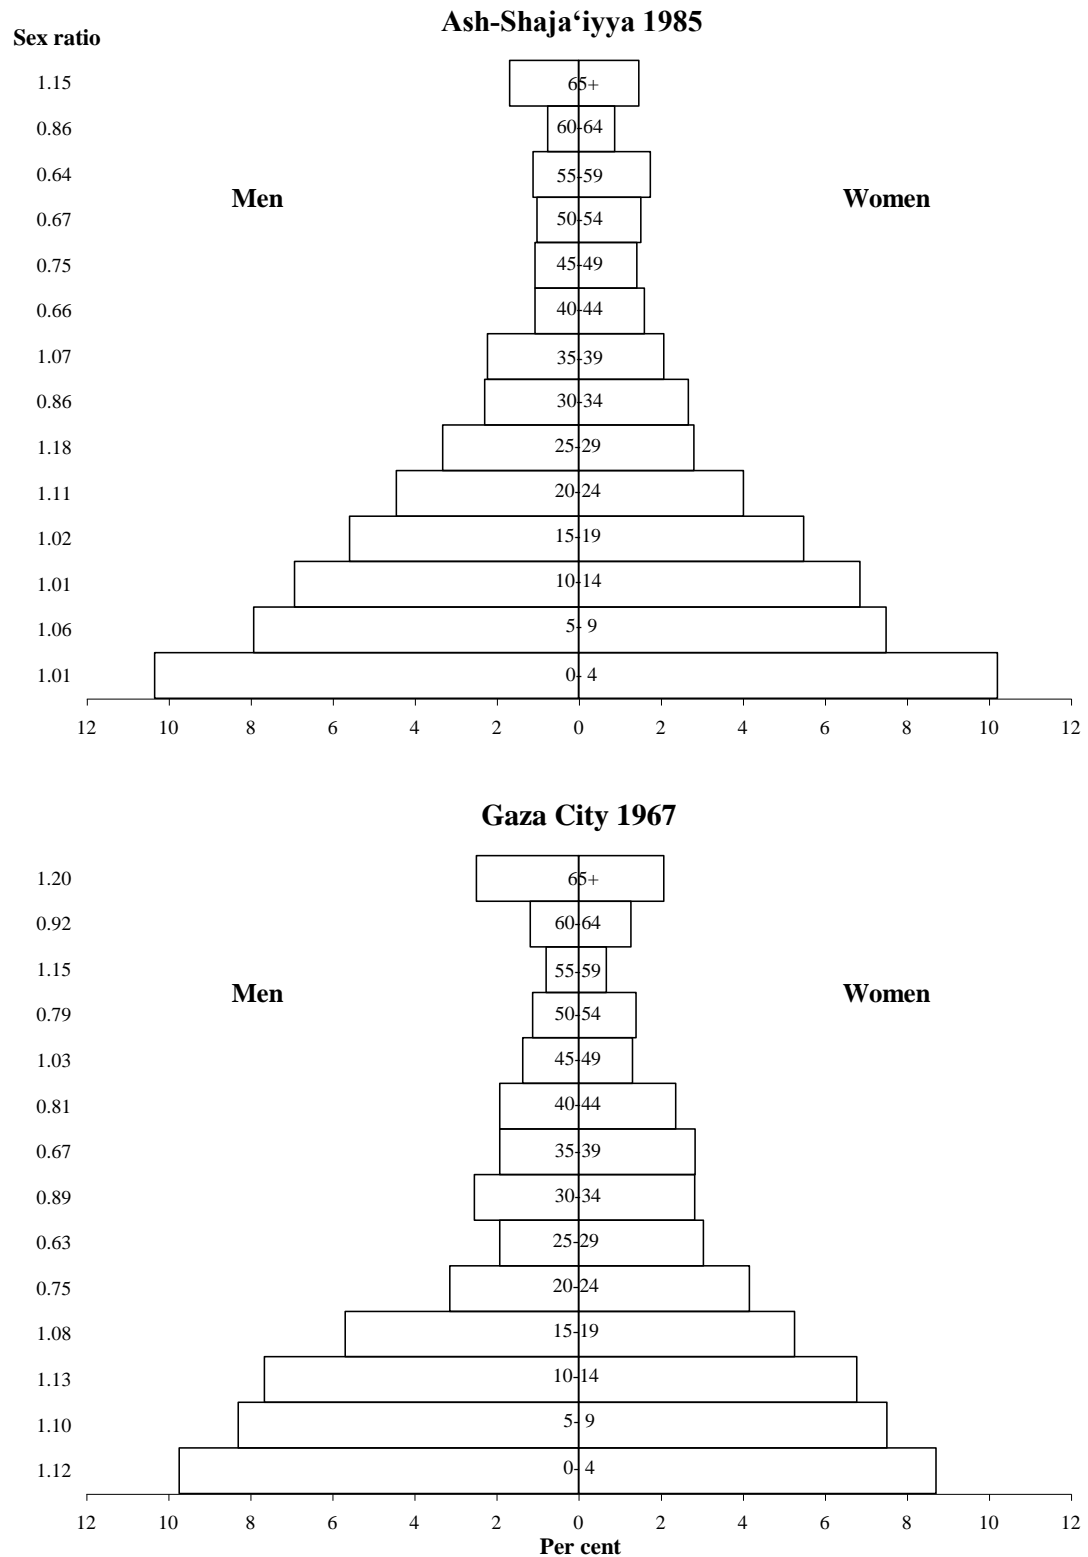 Ash-Shaja‘iyya 1985
Sex ratio
1.15 65+
0.86 60-64
0.64 55-59
Men Women
0.67 50-54
0.75 45-49
0.66 40-44
1.07 35-39
0.86 30-34
1.18 25-29
1.11 20-24
1.02 15-19
1.01 10-14
1.06 5- 9
1.01 0- 4
12 10 8 6 4 2 0 2 4 6 8 10 12
Gaza City 1967
1.20 65+
0.92 60-64
1.15 55-59
Men Women
0.79 50-54
1.03 45-49
0.81 40-44
0.67 35-39
0.89 30-34
0.63 25-29
0.75 20-24
1.08 15-19
1.13 10-14
1.10 5- 9
1.12 0- 4
12 10 8 6 4 2 0 2 4 6 8 10 12
Per cent